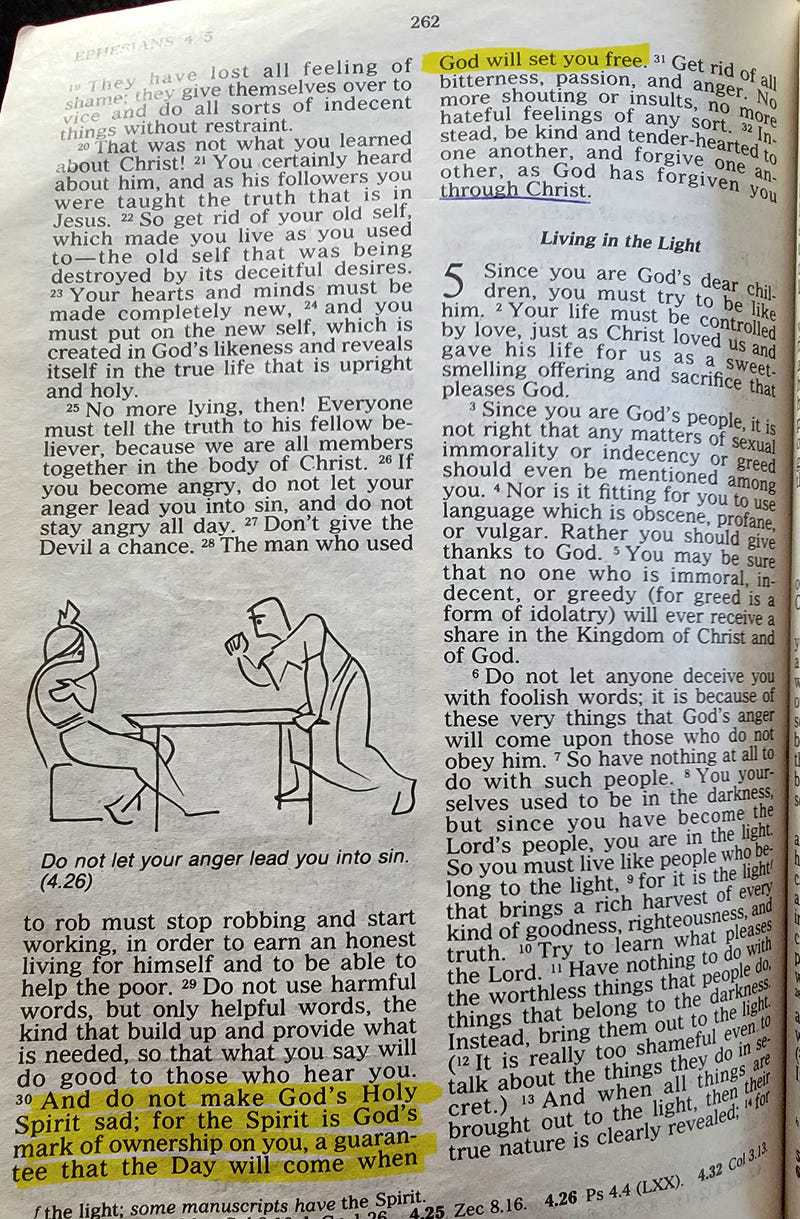 262
EPHESIANS 4, 5
¹⁹ They have lost all feeling of
shame; they give themselves over to
vice and do all sorts of indecent
things without restraint.
²⁰ That was not what you learned
about Christ! ²¹ You certainly heard
about him, and as his followers you
were taught the truth that is in
Jesus. ²² So get rid of your old self,
which made you live as you used
to—the old self that was being
destroyed by its deceitful desires.
²³ Your hearts and minds must be
made completely new, ²⁴ and you
must put on the new self, which is
created in God's likeness and reveals
itself in the true life that is upright
and holy.
²⁵ No more lying, then! Everyone
must tell the truth to his fellow be-
liever, because we are all members
together in the body of Christ. ²⁶ If
you become angry, do not let your
anger lead you into sin, and do not
stay angry all day. ²⁷ Don't give the
Devil a chance. ²⁸ The man who used
Do not let your anger lead you into sin.
(4.26)
to rob must stop robbing and start
working, in order to earn an honest
living for himself and to be able to
help the poor. ²⁹ Do not use harmful
words, but only helpful words, the
kind that build up and provide what
is needed, so that what you say will
do good to those who hear you.
³⁰ And do not make God's Holy
Spirit sad; for the Spirit is God's
mark of ownership on you, a guaran-
tee that the Day will come when
God will set you free. ³¹ Get rid of all
bitterness, passion, and anger. No
more shouting or insults, no more
hateful feelings of any sort. ³² In-
stead, be kind and tender-hearted to
one another, and forgive one an-
other, as God has forgiven you
through Christ.
Living in the Light
5 Since you are God's dear chil-
dren, you must try to be like
him. ² Your life must be controlled
by love, just as Christ loved us and
gave his life for us as a sweet-
smelling offering and sacrifice that
pleases God.
³ Since you are God's people, it is
not right that any matters of sexual
immorality or indecency or greed
should even be mentioned among
you. ⁴ Nor is it fitting for you to use
language which is obscene, profane,
or vulgar. Rather you should give
thanks to God. ⁵ You may be sure
that no one who is immoral, in-
decent, or greedy (for greed is a
form of idolatry) will ever receive a
share in the Kingdom of Christ and
of God.
⁶ Do not let anyone deceive you
with foolish words; it is because of
these very things that God's anger
will come upon those who do not
obey him. ⁷ So have nothing at all to
do with such people. ⁸ You your-
selves used to be in the darkness,
but since you have become the
Lord's people, you are in the light.
So you must live like people who be-
long to the light, ⁹ for it is the light
that brings a rich harvest of every
kind of goodness, righteousness, and
truth. ¹⁰ Try to learn what pleases
the Lord. ¹¹ Have nothing to do with
the worthless things that people do,
things that belong to the darkness.
Instead, bring them out to the light.
(¹² It is really too shameful even to
talk about the things they do in se-
cret.) ¹³ And when all things are
brought out to the light, then their
true nature is clearly revealed; ¹⁴ for
f the light; some manuscripts have the Spirit.
4.25 Zec 8.16. 4.26 Ps 4.4 (LXX). 4.32 Col 3.13.